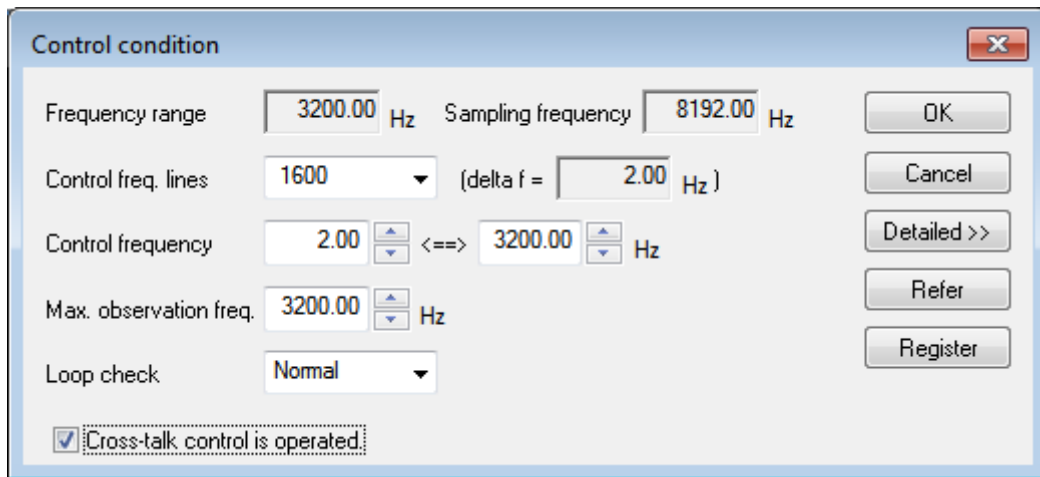 Control condition
Frequency range 3200.00 Hz Sampling frequency 8192.00 Hz
OK
Control freq. lines 1600 (delta f = 2.00 Hz )
Cancel
Control frequency 2.00 <==> 3200.00 Hz
Detailed >>
Max. observation freq. 3200.00 Hz
Refer
Loop check Normal
Register
Cross-talk control is operated.